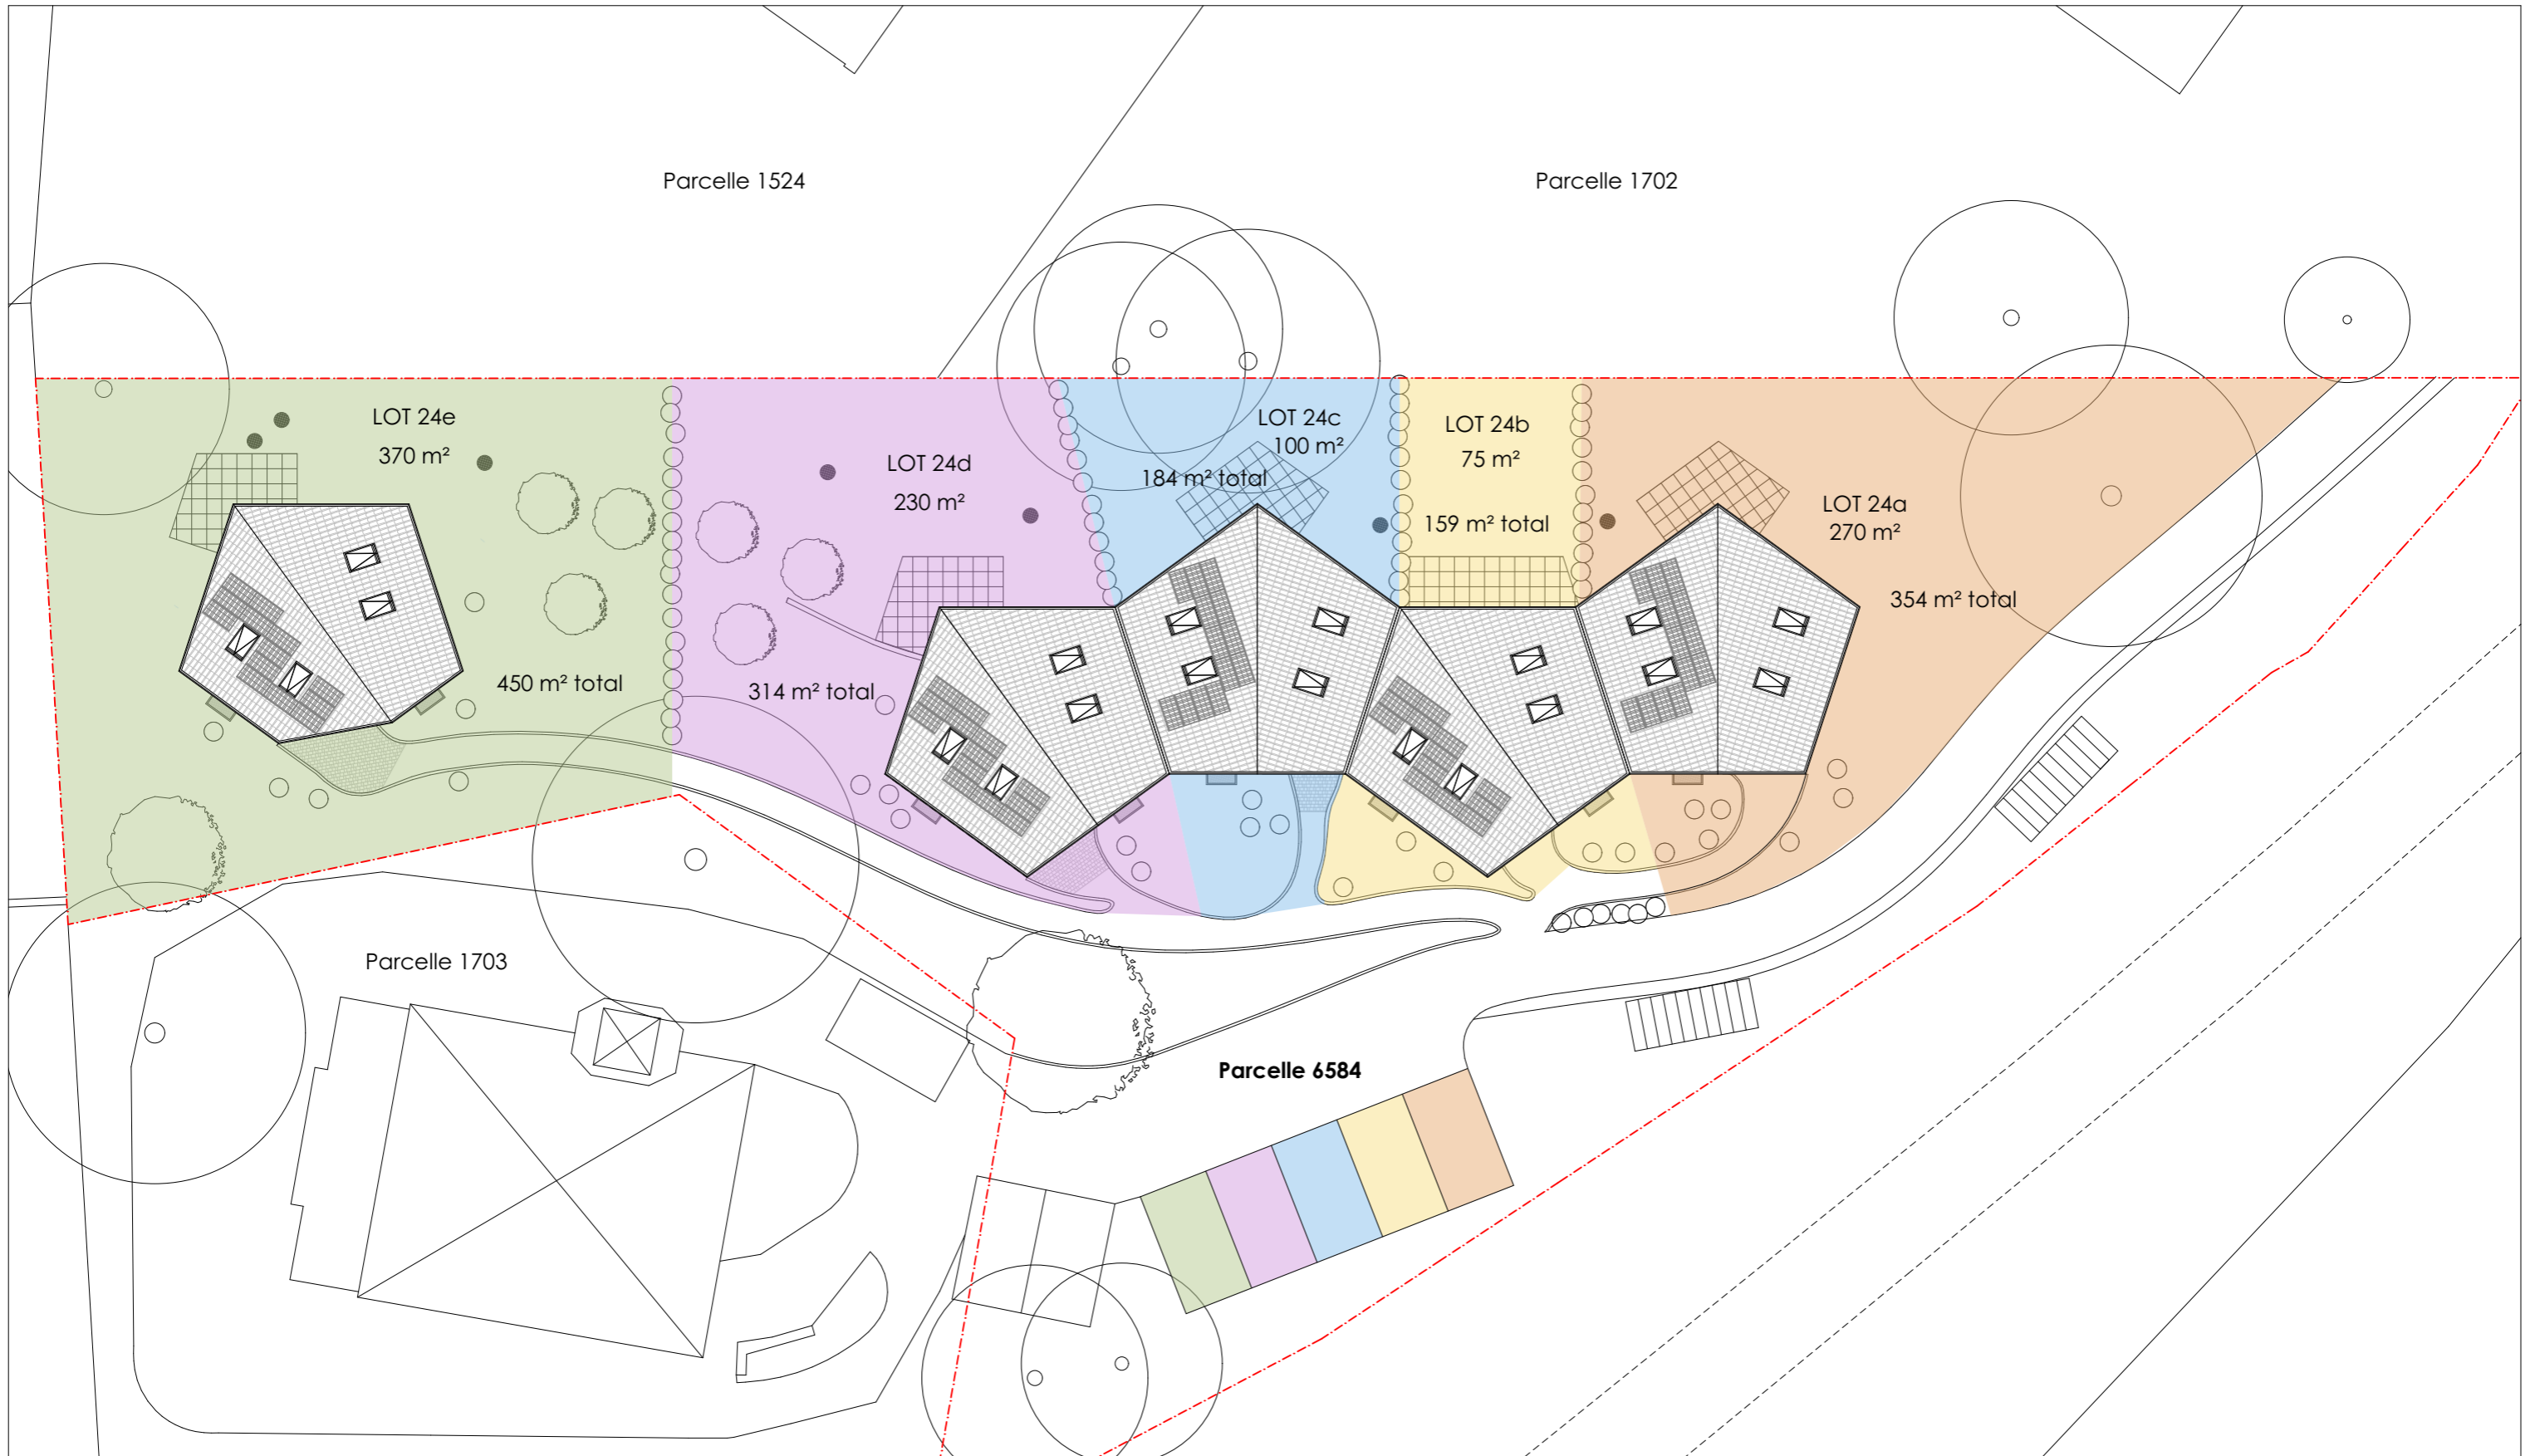 Parcelle 1524
Parcelle 1702
LOT 24e
370 m²
450 m² total
LOT 24d
230 m²
314 m² total
LOT 24c
100 m²
184 m² total
LOT 24b
75 m²
159 m² total
LOT 24a
270 m²
354 m² total
Parcelle 1703
Parcelle 6584